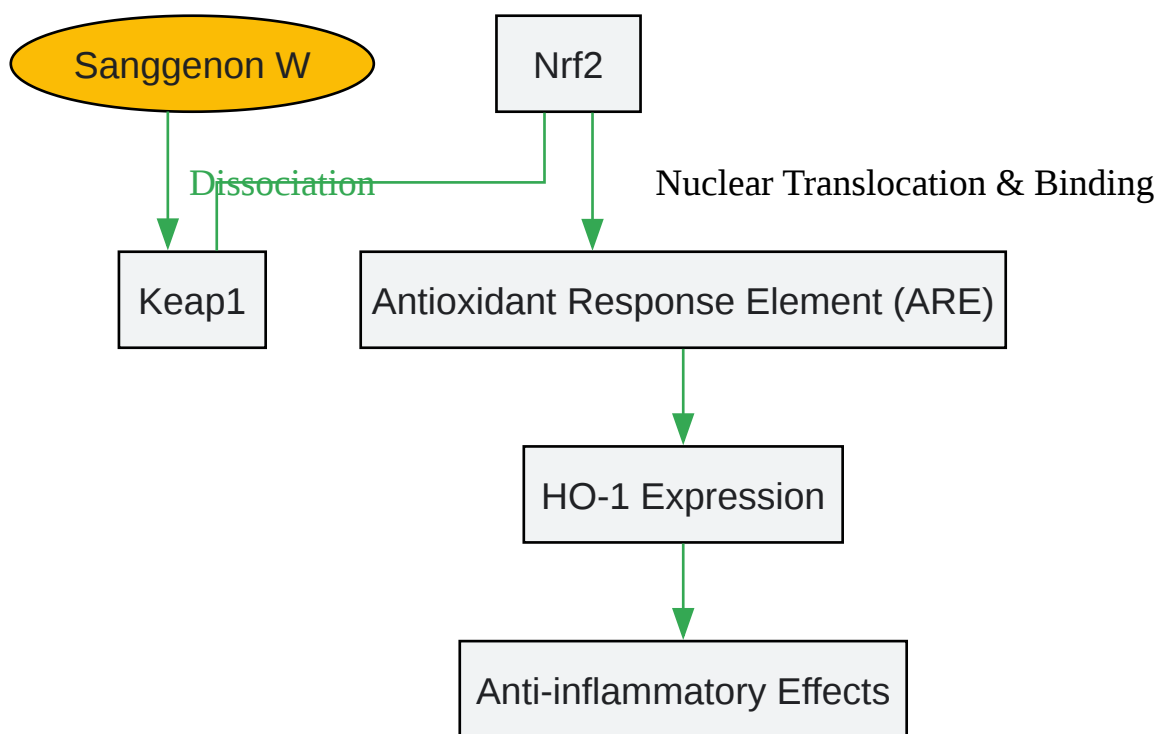 Sanggenon W
Nrf2
Dissociation
Nuclear Translocation & Binding
Keap1
Antioxidant Response Element (ARE)
HO-1 Expression
Anti-inflammatory Effects